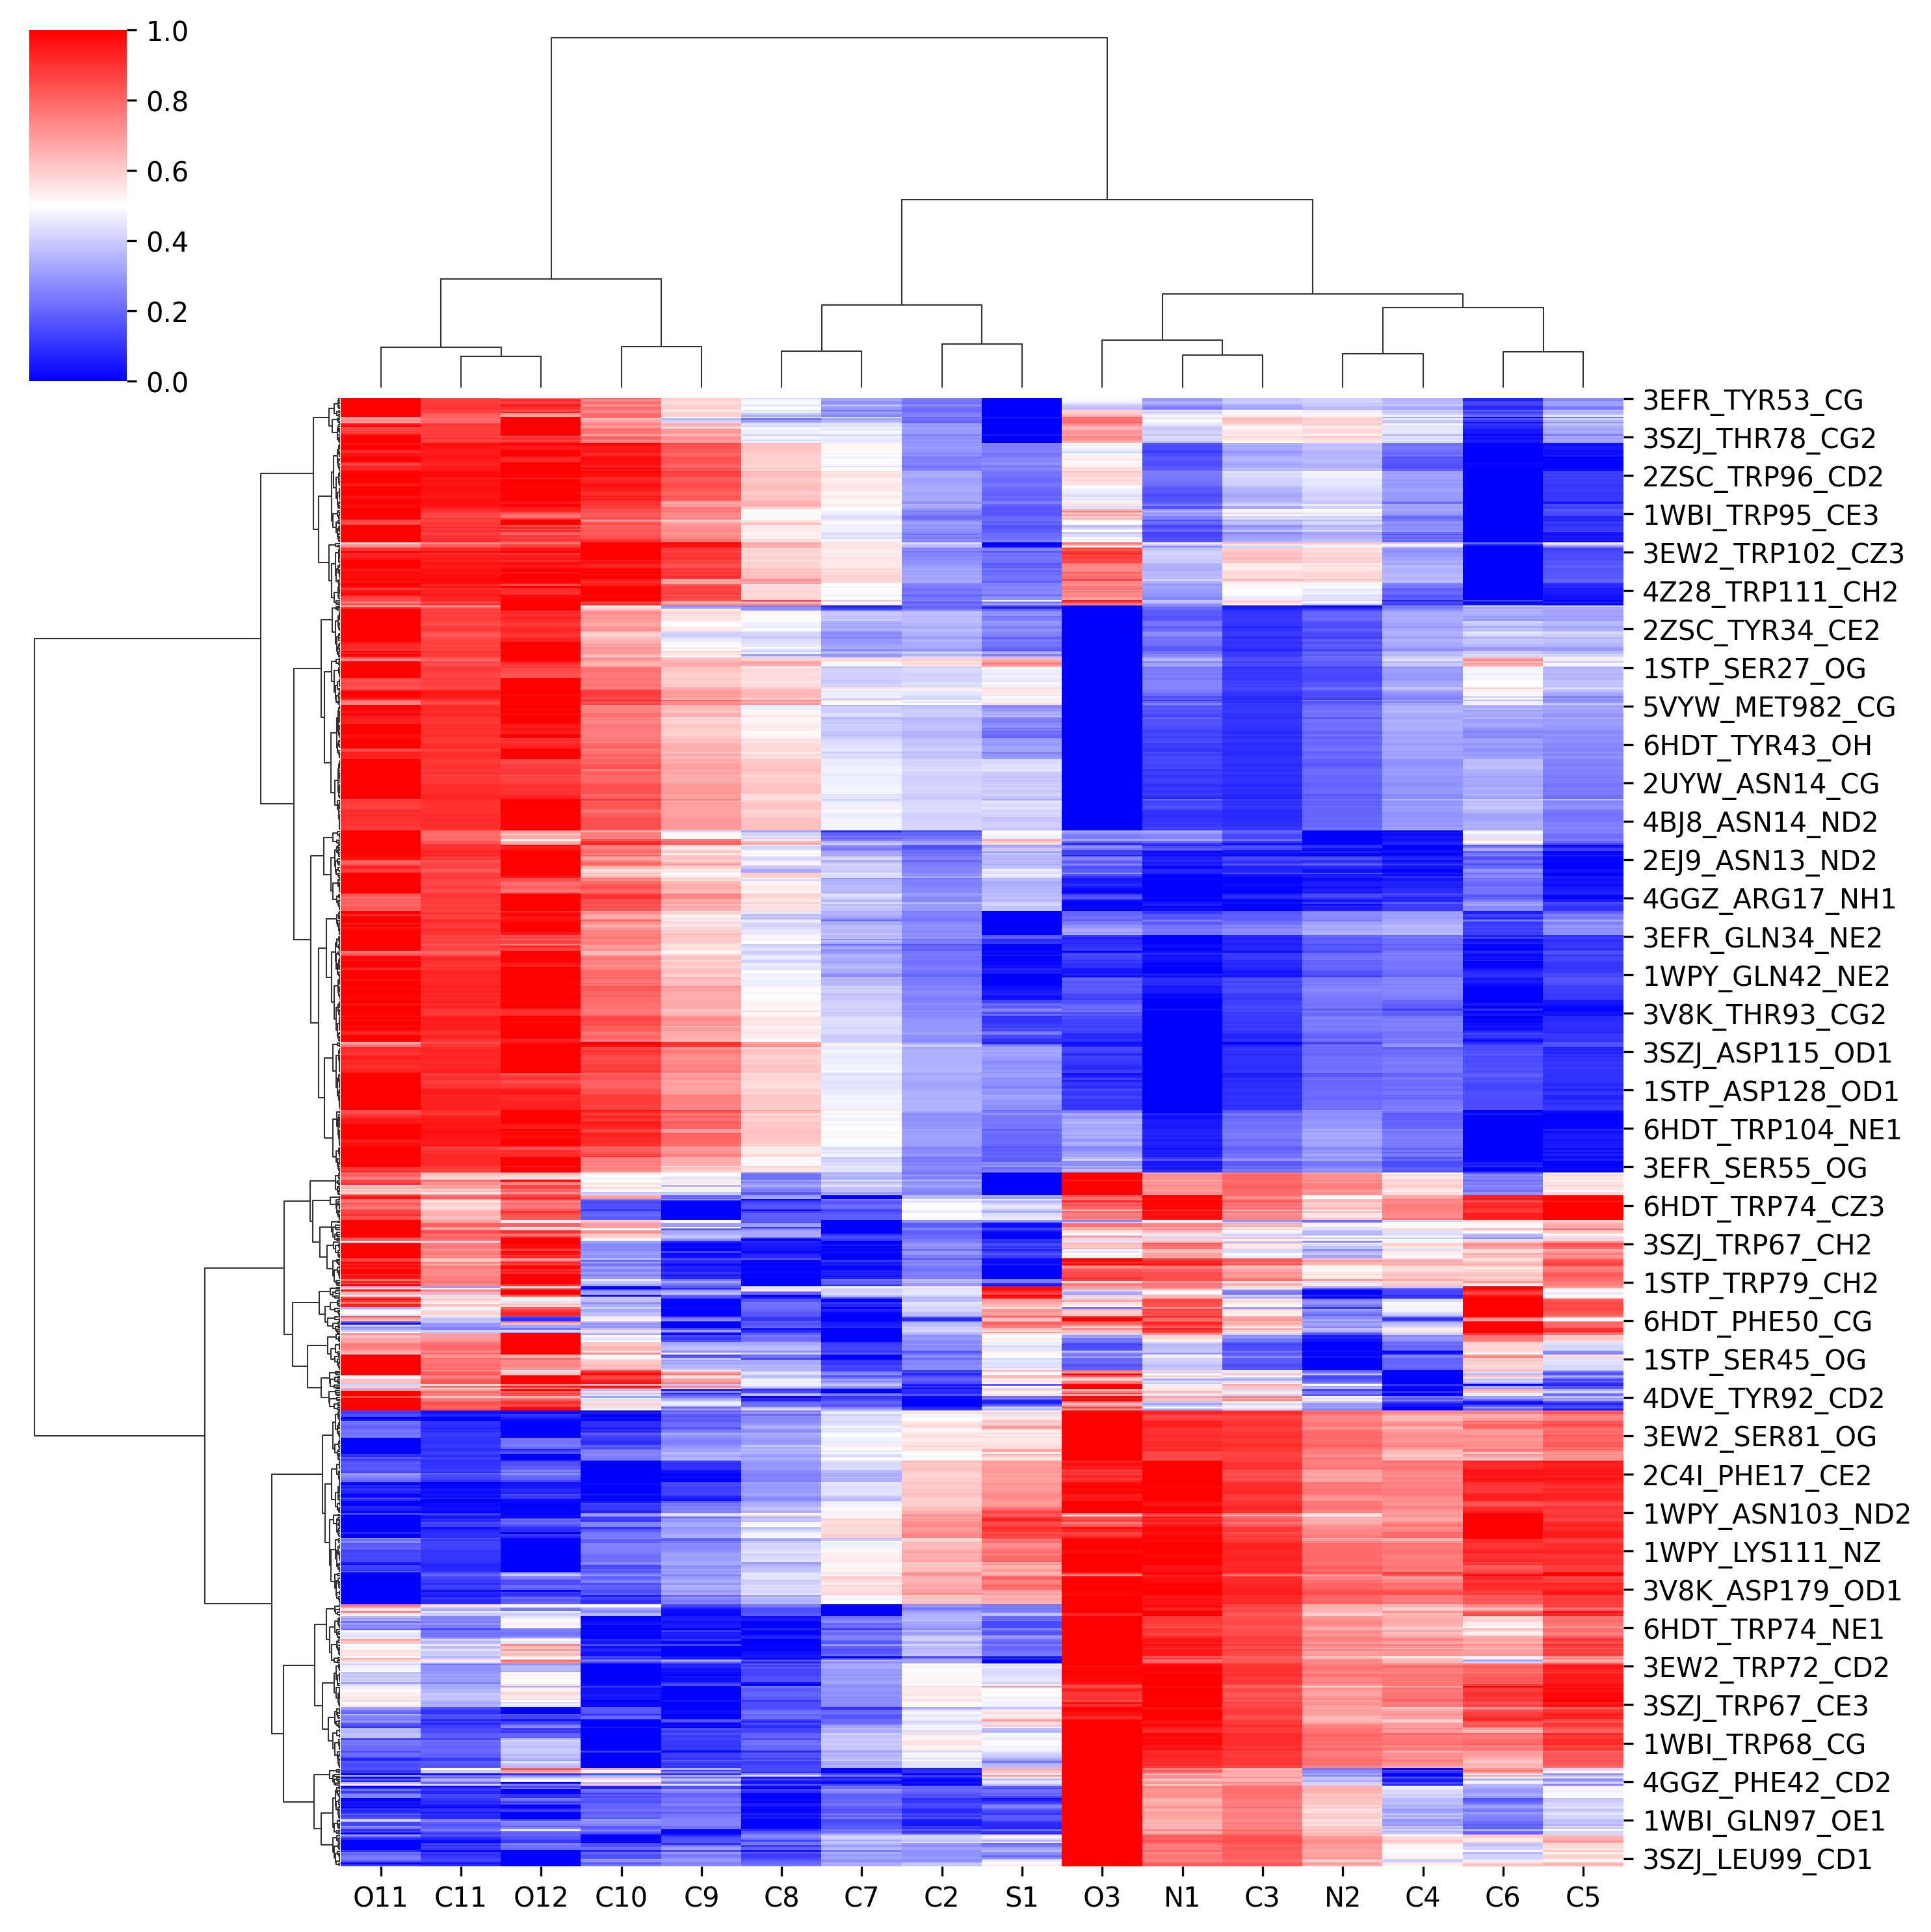 1.0
0.8
0.6
0.4
0.2
0.0
3EFR_TYR53_CG
3SZJ_THR78_CG2
2ZSC_TRP96_CD2
1WBI_TRP95_CE3
3EW2_TRP102_CZ3
4Z28_TRP111_CH2
2ZSC_TYR34_CE2
1STP_SER27_OG
5VYW_MET982_CG
6HDT_TYR43_OH
2UYW_ASN14_CG
4BJ8_ASN14_ND2
2EJ9_ASN13_ND2
4GGZ_ARG17_NH1
3EFR_GLN34_NE2
1WPY_GLN42_NE2
3V8K_THR93_CG2
3SZJ_ASP115_OD1
1STP_ASP128_OD1
6HDT_TRP104_NE1
3EFR_SER55_OG
6HDT_TRP74_CZ3
3SZJ_TRP67_CH2
1STP_TRP79_CH2
6HDT_PHE50_CG
1STP_SER45_OG
4DVE_TYR92_CD2
3EW2_SER81_OG
2C4I_PHE17_CE2
1WPY_ASN103_ND2
1WPY_LYS111_NZ
3V8K_ASP179_OD1
6HDT_TRP74_NE1
3EW2_TRP72_CD2
3SZJ_TRP67_CE3
1WBI_TRP68_CG
4GGZ_PHE42_CD2
1WBI_GLN97_OE1
3SZJ_LEU99_CD1
O11 C11 O12 C10 C9 C8 C7 C2 S1 O3 N1 C3 N2 C4 C6 C5